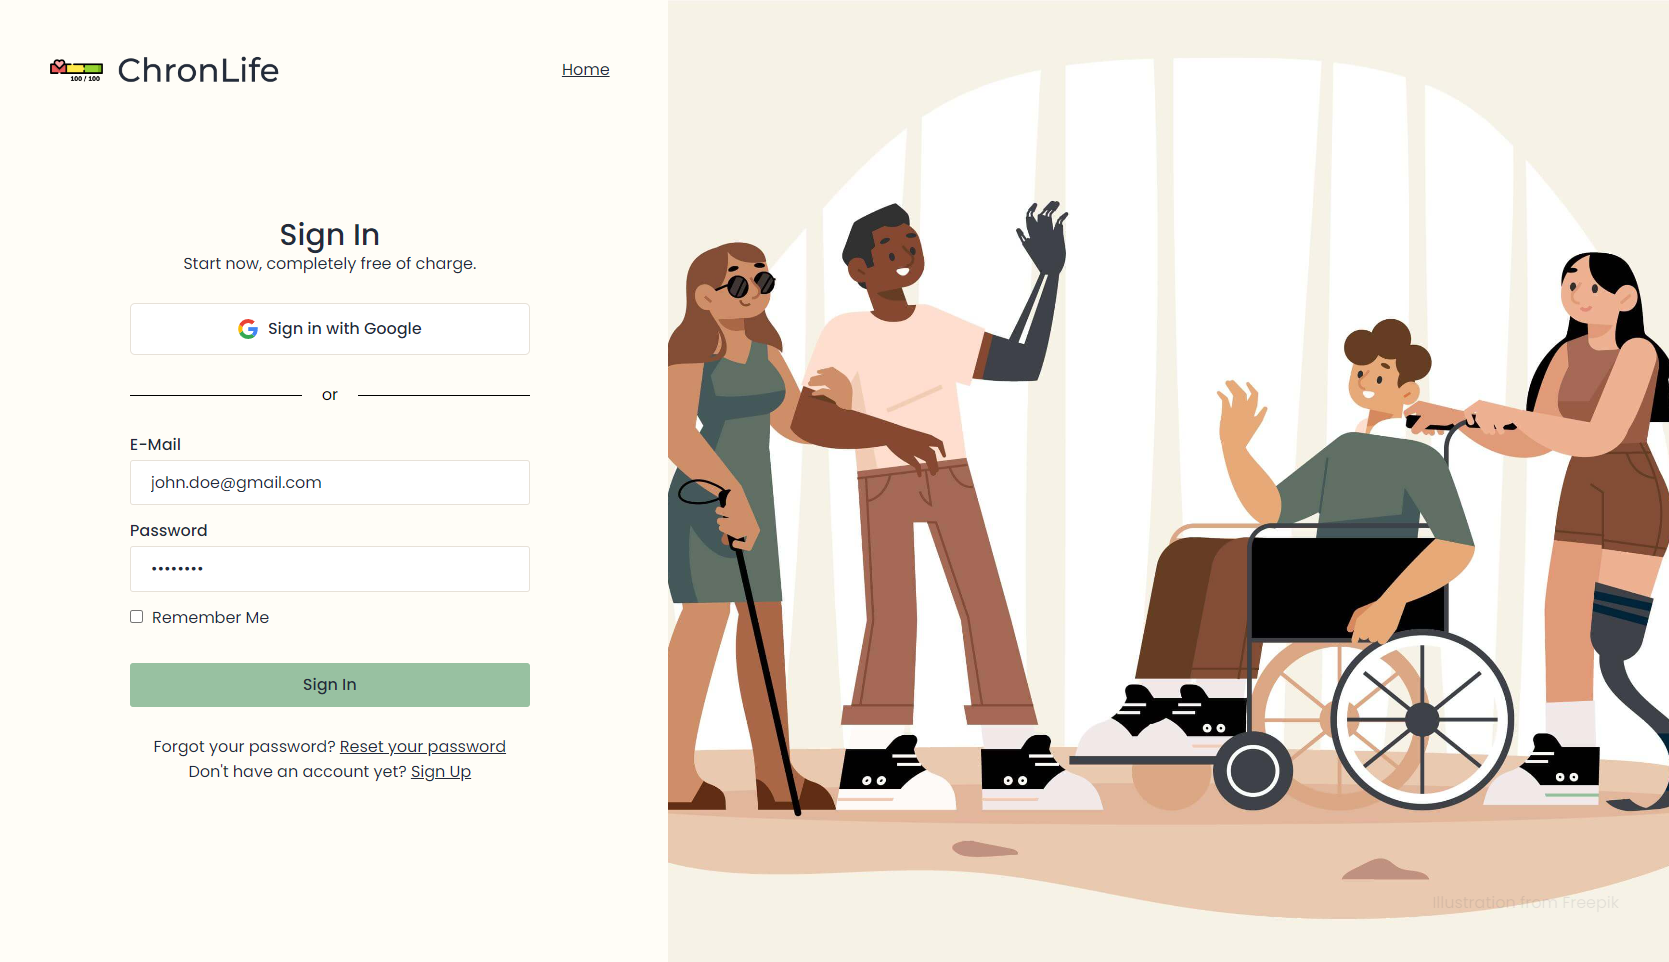 100 / 100
ChronLife
Home
Sign In
Start now, completely free of charge.
Sign in with Google
or
E-Mail
john.doe@gmail.com
Password
••••••••
Remember Me
Sign In
Forgot your password? Reset your password
Don't have an account yet? Sign Up
Illustration from Freepik